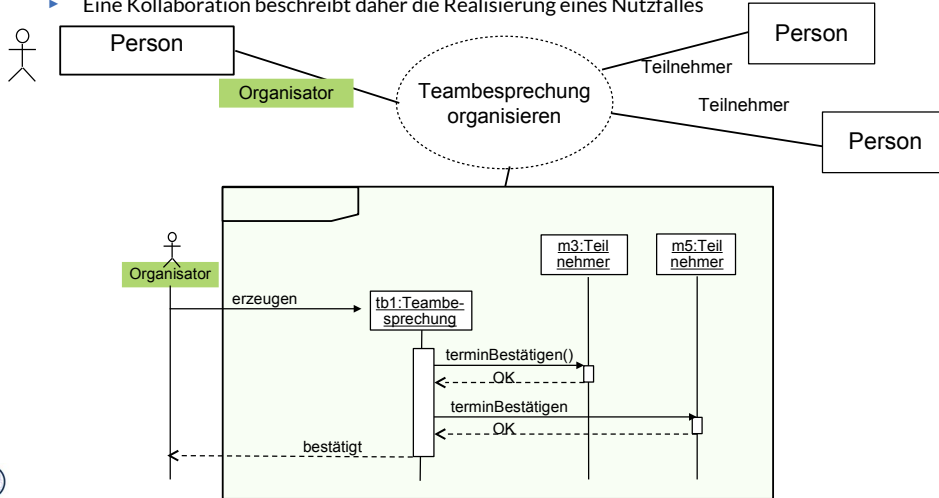 ► Eine Kollaboration beschreibt daher die Realisierung eines Nutzfalles
Person
Person
Organisator
Teilnehmer
Teambesprechung
organisieren
Teilnehmer
Person
m3:Teil
nehmer
m5:Teil
nehmer
Organisator
erzeugen
tb1:Teambe-
sprechung
terminBestätigen()
OK
terminBestätigen
OK
bestätigt